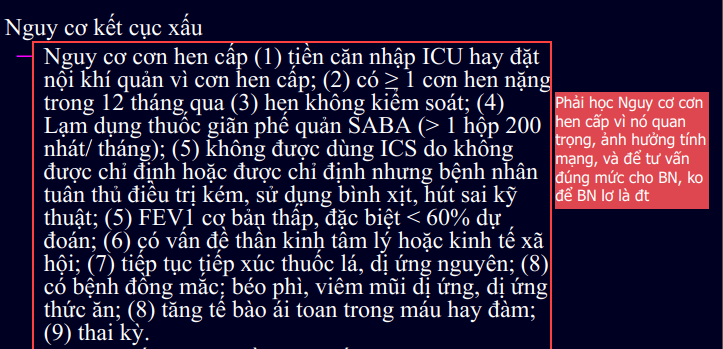 Nguy cơ kết cục xấu
Nguy cơ cơn hen cấp (1) tiền căn nhập ICU hay đặt
nội khí quản vì cơn hen cấp; (2) có ≥ 1 cơn hen nặng
trong 12 tháng qua (3) hen không kiểm soát; (4)
Lạm dụng thuốc giãn phế quản SABA (> 1 hộp 200
nhát/ tháng); (5) không được dùng ICS do không
được chỉ định hoặc được chỉ định nhưng bệnh nhân
tuân thủ điều trị kém, sử dụng bình xịt, hút sai kỹ
thuật; (5) FEV1 cơ bản thấp, đặc biệt < 60% dự
đoán; (6) có vấn đề thần kinh tâm lý hoặc kinh tế xã
hội; (7) tiếp tục tiếp xúc thuốc lá, dị ứng nguyên; (8)
có bệnh đồng mắc: béo phì, viêm mũi dị ứng, dị ứng
thức ăn; (8) tăng tế bào ái toan trong máu hay đàm;
(9) thai kỳ.
Phải học Nguy cơ cơn
hen cấp vì nó quan
trọng, ảnh hưởng tính
mạng, và để tư vấn
đúng mức cho BN, ko
để BN lơ là đt